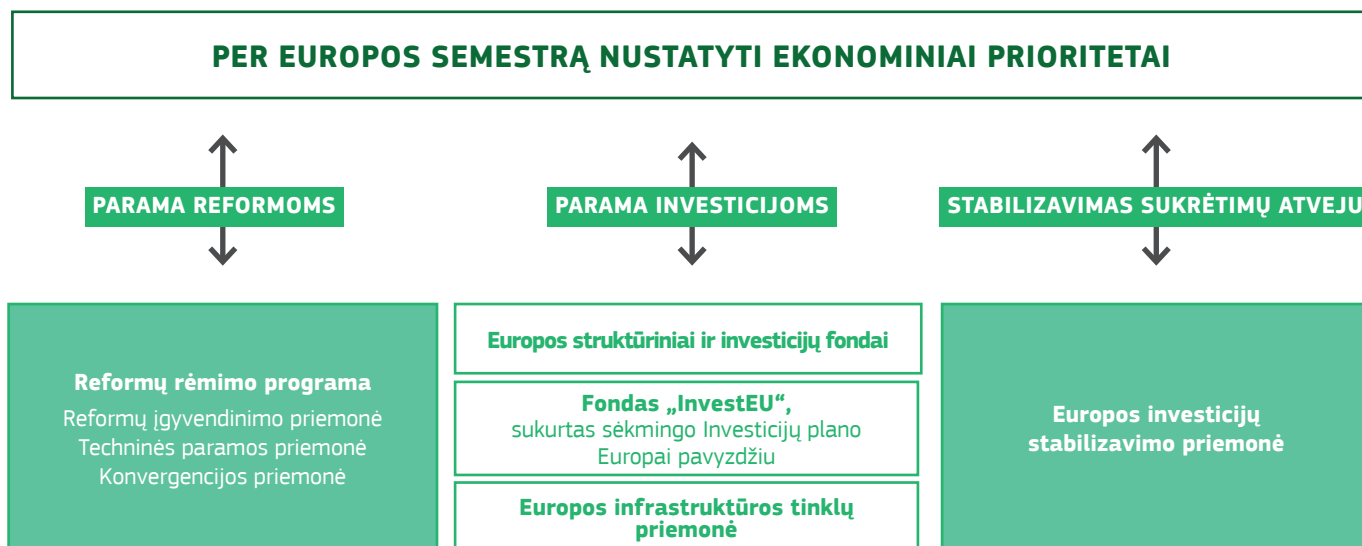 PER EUROPOS SEMESTRĄ NUSTATYTI EKONOMINIAI PRIORITETAI
PARAMA REFORMOMS
PARAMA INVESTICIJOMS
STABILIZAVIMAS SUKRĖTIMŲ ATVEJU
Reformų rėmimo programa
Reformų įgyvendinimo priemonė
Techninės paramos priemonė
Konvergencijos priemonė
Europos struktūriniai ir investicijų fondai
Fondas „InvestEU“,
sukurtas sėkmingo Investicijų plano
Europai pavyzdžiu
Europos infrastruktūros tinklų
priemonė
Europos investicijų
stabilizavimo priemonė